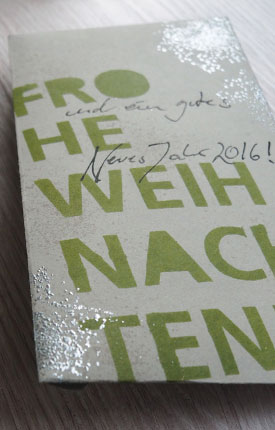 FRO
und ein gutes
HE
Neues Jahr 2016!
WEIH
NACH
TEN